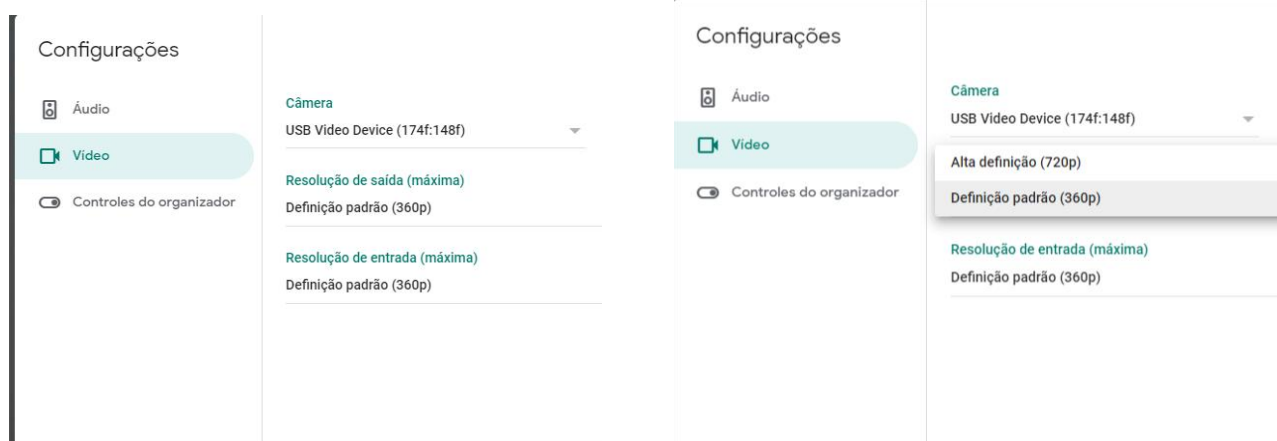 Configurações
Áudio
Vídeo
Controles do organizador
Câmera
USB Video Device (174f:148f)
Resolução de saída (máxima)
Definição padrão (360p)
Resolução de entrada (máxima)
Definição padrão (360p)
Configurações
Áudio
Vídeo
Controles do organizador
Câmera
USB Video Device (174f:148f)
Alta definição (720p)
Definição padrão (360p)
Resolução de entrada (máxima)
Definição padrão (360p)